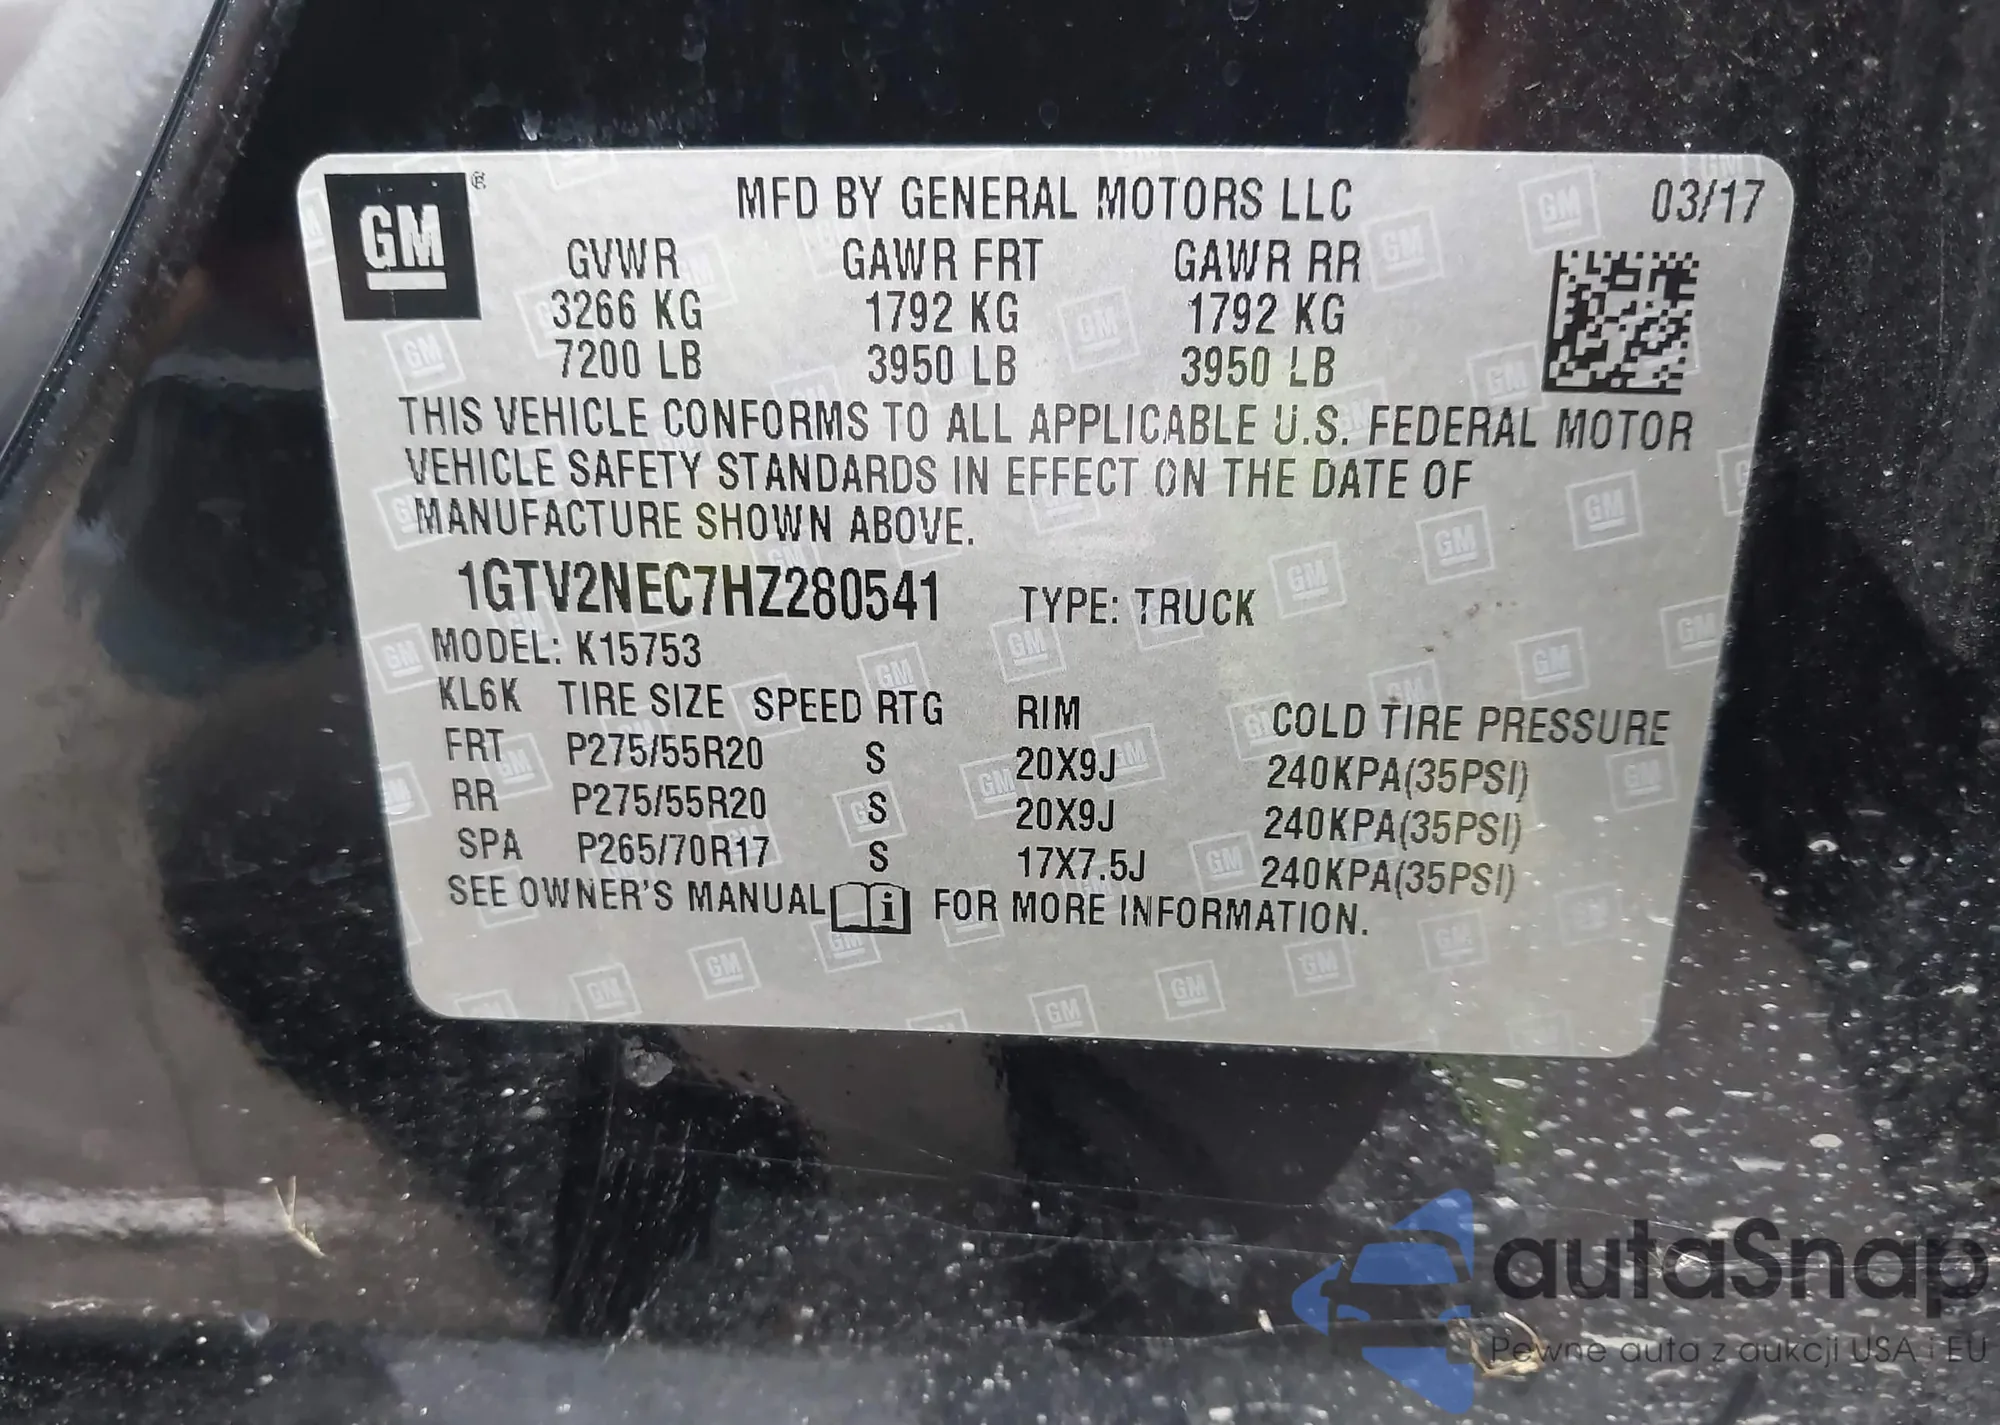 GM ® MFD BY GENERAL MOTORS LLC 03/17
GVWR GAWR FRT GAWR RR
3266 KG 1792 KG 1792 KG
7200 LB 3950 LB 3950 LB
THIS VEHICLE CONFORMS TO ALL APPLICABLE U.S. FEDERAL MOTOR
VEHICLE SAFETY STANDARDS IN EFFECT ON THE DATE OF
MANUFACTURE SHOWN ABOVE.
1GTV2NEC7HZ280541 TYPE: TRUCK
MODEL: K15753
KL6K TIRE SIZE SPEED RTG RIM COLD TIRE PRESSURE
FRT P275/55R20 S 20X9J 240KPA(35PSI)
RR P275/55R20 S 20X9J 240KPA(35PSI)
SPA P265/70R17 S 17X7.5J 240KPA(35PSI)
SEE OWNER'S MANUAL i FOR MORE INFORMATION.
autaSnap
Pewne auta z aukcji USA i EU